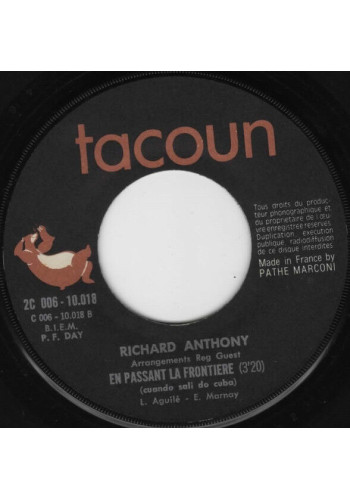 tacoun
Tous droits du produc-
teur phonographique et
du propriétaire de l'œu-
vre enregistrée réservés.
Duplication, exécution
publique, radiodiffusion
de ce disque interdites.
Made in France by
PATHE MARCONI
2C 006 - 10.018
C 006 - 10.018 B
B.I.E.M.
P. F. DAY
RICHARD ANTHONY
Arrangements Reg Guest
EN PASSANT LA FRONTIERE (3'20)
(cuando sali do cuba)
L. Aguilé - E. Marnay